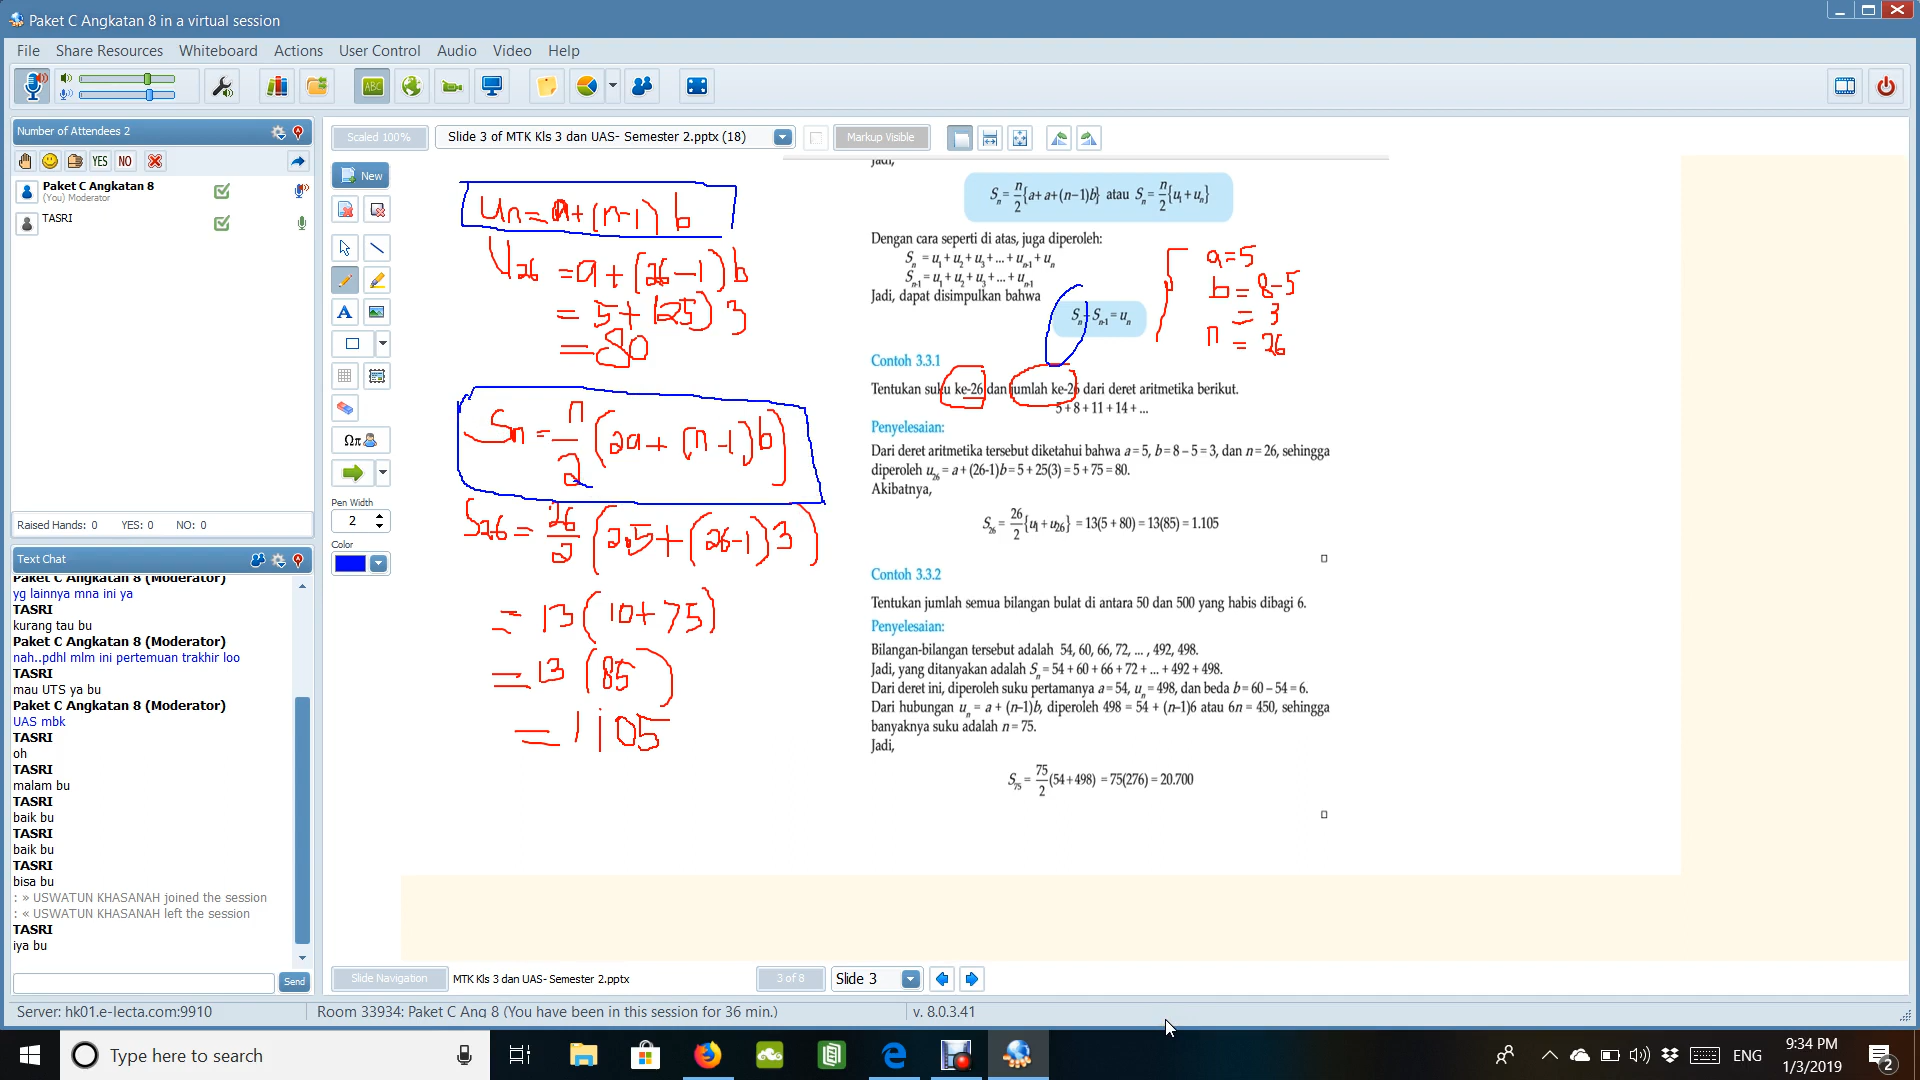 Paket C Angkatan 8 in a virtual session
File Share Resources Whiteboard Actions User Control Audio Video Help
Number of Attendees 2
YES NO
Paket C Angkatan 8
(You) Moderator
TASRI
Raised Hands: 0 YES: 0 NO: 0
Text Chat
Paket C Angkatan 8 (Moderator)
yg lainnya mna ini ya
TASRI
kurang tau bu
Paket C Angkatan 8 (Moderator)
nah..pdhl mlm ini pertemuan trakhir loo
TASRI
mau UTS ya bu
Paket C Angkatan 8 (Moderator)
UAS mbk
TASRI
oh
TASRI
malam bu
TASRI
baik bu
TASRI
baik bu
TASRI
bisa bu
: » USWATUN KHASANAH joined the session
: « USWATUN KHASANAH left the session
TASRI
iya bu
Send
Scaled 100% Slide 3 of MTK Kls 3 dan UAS- Semester 2.pptx (18) Markup Visible
New
A
Ωπ
Pen Width
2
Color
Un = a + (n-1) b
U26 = a + (26-1) b
= 5 + (25) 3
= 80
Sn = n/2 (2a + (n-1) b)
S26 = 26/2 (2.5 + (26-1) 3)
= 13 (10 + 75)
= 13 (85)
= 1105
Jadi,
Sn = n/2 {a + a + (n−1)b} atau Sn = n/2 {u1 + un}
Dengan cara seperti di atas, juga diperoleh:
Sn = u1 + u2 + u3 + ... + un-1 + un
Sn-1 = u1 + u2 + u3 + ... + un-1
Jadi, dapat disimpulkan bahwa
Sn - Sn-1 = un
a = 5
b = 8-5
= 3
n = 26
Contoh 3.3.1
Tentukan suku ke-26 dan jumlah ke-26 dari deret aritmetika berikut.
5 + 8 + 11 + 14 + ...
Penyelesaian:
Dari deret aritmetika tersebut diketahui bahwa a = 5, b = 8 – 5 = 3, dan n = 26, sehingga
diperoleh u26 = a + (26-1)b = 5 + 25(3) = 5 + 75 = 80.
Akibatnya,
S26 = 26/2 {u1 + u26} = 13(5 + 80) = 13(85) = 1.105
Contoh 3.3.2
Tentukan jumlah semua bilangan bulat di antara 50 dan 500 yang habis dibagi 6.
Penyelesaian:
Bilangan-bilangan tersebut adalah 54, 60, 66, 72, ... , 492, 498.
Jadi, yang ditanyakan adalah Sn = 54 + 60 + 66 + 72 + ... + 492 + 498.
Dari deret ini, diperoleh suku pertamanya a = 54, un = 498, dan beda b = 60 – 54 = 6.
Dari hubungan un = a + (n–1)b, diperoleh 498 = 54 + (n–1)6 atau 6n = 450, sehingga
banyaknya suku adalah n = 75.
Jadi,
S75 = 75/2 (54 + 498) = 75(276) = 20.700
Slide Navigation MTK Kls 3 dan UAS- Semester 2.pptx 3 of 8 Slide 3
Server: hk01.e-lecta.com:9910 Room 33934: Paket C Ang 8 (You have been in this session for 36 min.) v. 8.0.3.41
Type here to search
ENG
9:34 PM
1/3/2019
2